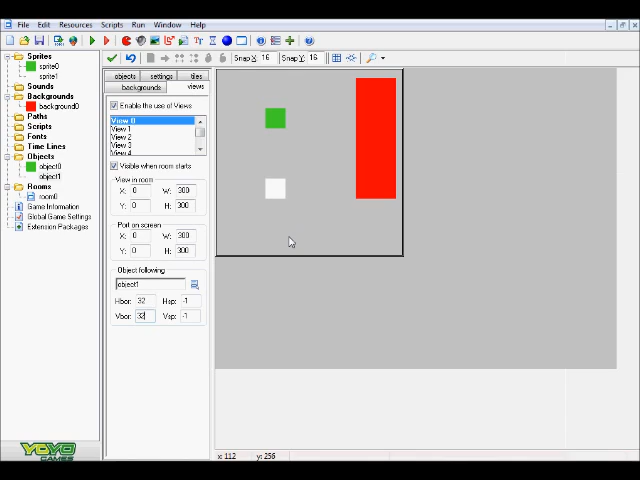 File Edit Resources Scripts Run Window Help
Snap X: 16 Snap Y: 16
Sprites
sprite0
sprite1
Sounds
Backgrounds
background0
Paths
Scripts
Fonts
Time Lines
Objects
object0
object1
Rooms
room0
Game Information
Global Game Settings
Extension Packages
YOYO
GAMES
objects settings tiles
backgrounds views
Enable the use of Views
View 0
View 1
View 2
View 3
View 4
Visible when room starts
View in room
X: 0 W: 300
Y: 0 H: 300
Port on screen
X: 0 W: 300
Y: 0 H: 300
Object following
object1
Hbor: 32 Hsp: -1
Vbor: 32 Vsp: -1
x: 112 y: 256